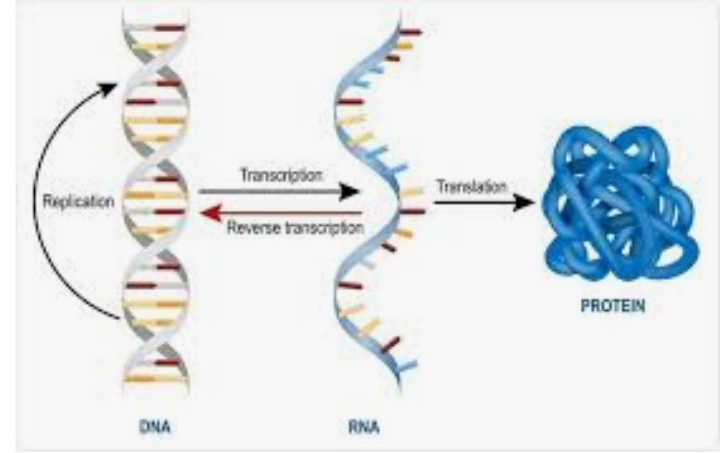 Transcription
Replication
Reverse transcription
Translation
PROTEIN
DNA
RNA